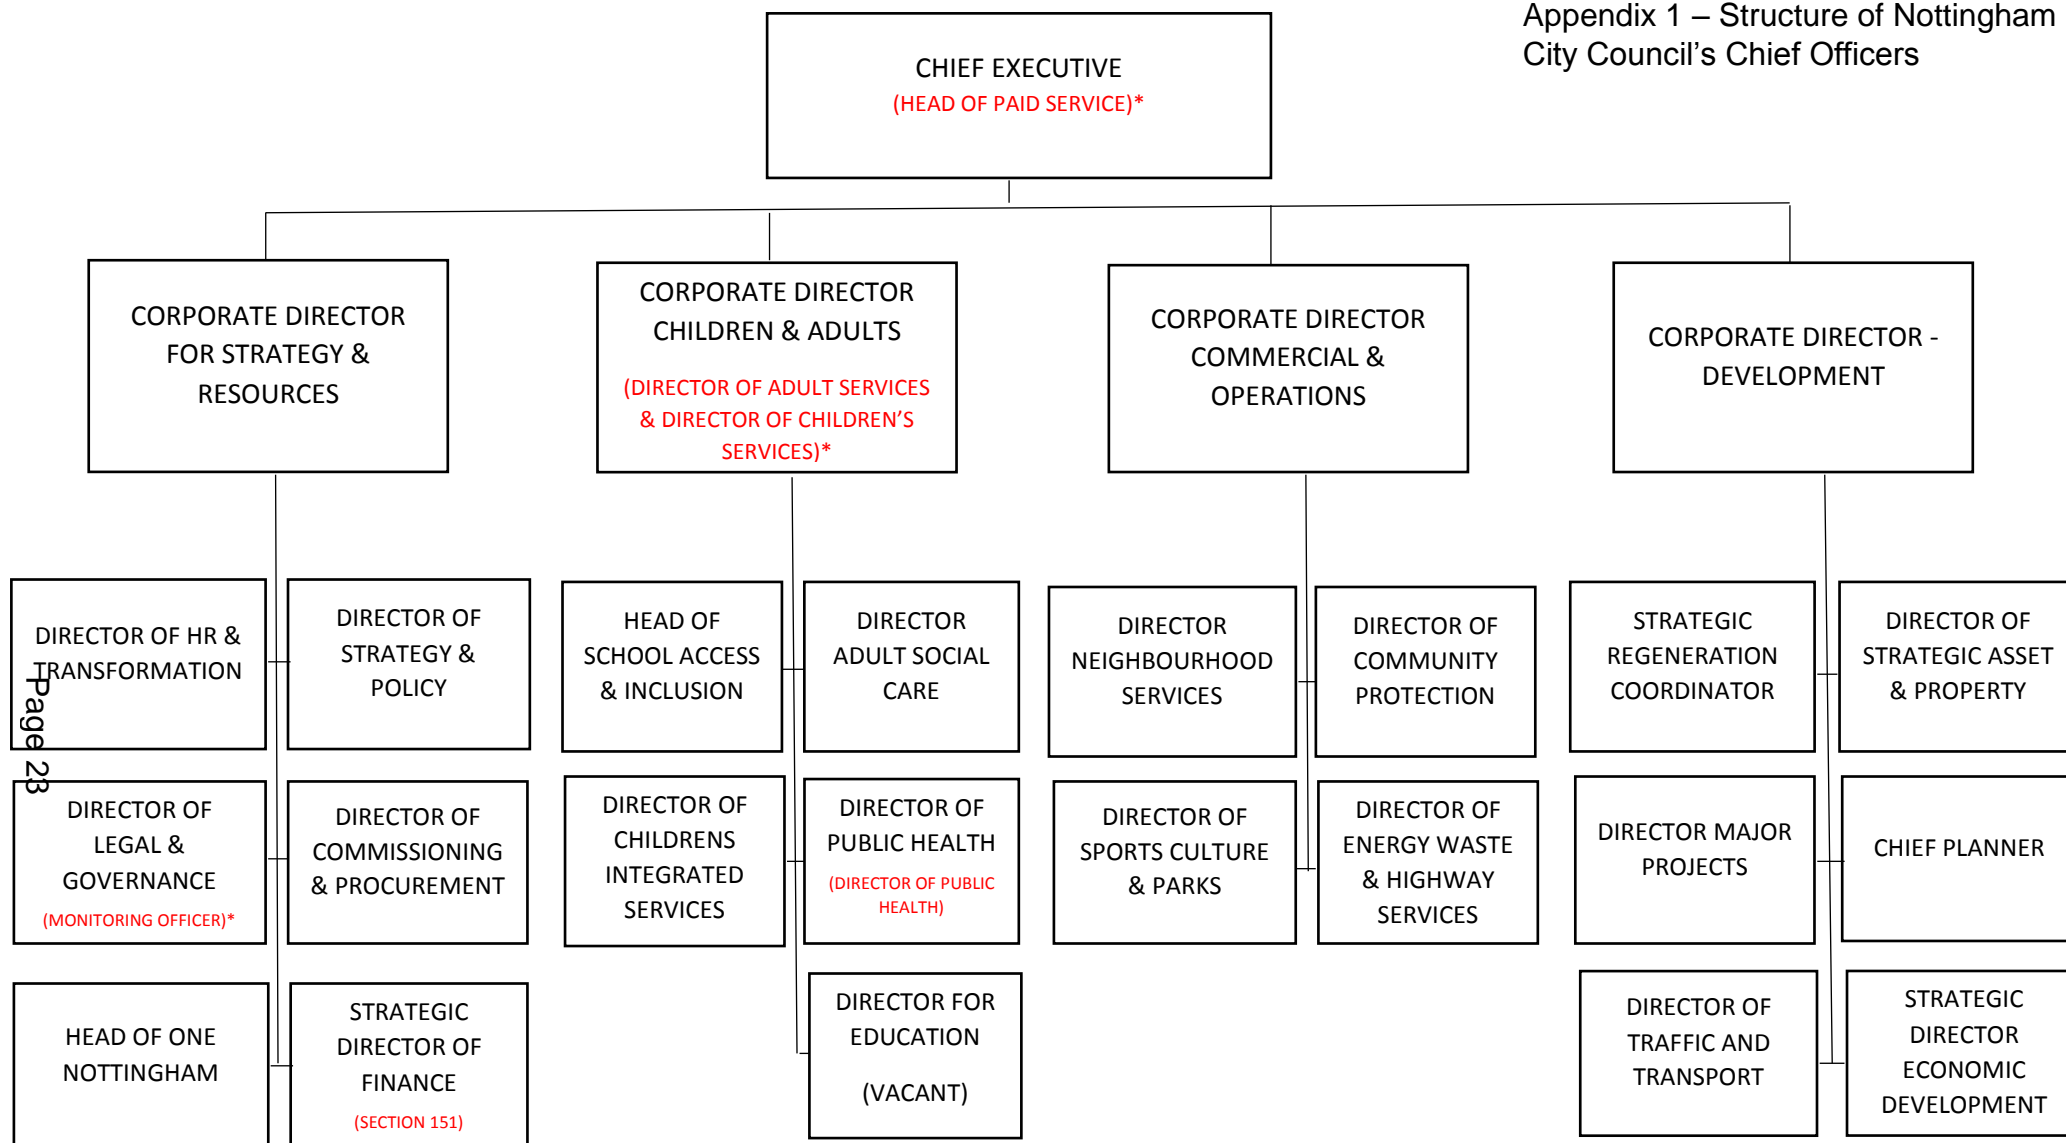 Appendix 1 – Structure of Nottingham
City Council’s Chief Officers
CHIEF EXECUTIVE
(HEAD OF PAID SERVICE)*
CORPORATE DIRECTOR
FOR STRATEGY &
RESOURCES
CORPORATE DIRECTOR
CHILDREN & ADULTS
(DIRECTOR OF ADULT SERVICES
& DIRECTOR OF CHILDREN’S
SERVICES)*
CORPORATE DIRECTOR
COMMERCIAL &
OPERATIONS
CORPORATE DIRECTOR -
DEVELOPMENT
DIRECTOR OF HR &
TRANSFORMATION
DIRECTOR OF
STRATEGY &
POLICY
HEAD OF
SCHOOL ACCESS
& INCLUSION
DIRECTOR
ADULT SOCIAL
CARE
DIRECTOR
NEIGHBOURHOOD
SERVICES
DIRECTOR OF
COMMUNITY
PROTECTION
STRATEGIC
REGENERATION
COORDINATOR
DIRECTOR OF
STRATEGIC ASSET
& PROPERTY
Page 23
DIRECTOR OF
LEGAL &
GOVERNANCE
(MONITORING OFFICER)*
DIRECTOR OF
COMMISSIONING
& PROCUREMENT
DIRECTOR OF
CHILDRENS
INTEGRATED
SERVICES
DIRECTOR OF
PUBLIC HEALTH
(DIRECTOR OF PUBLIC
HEALTH)
DIRECTOR OF
SPORTS CULTURE
& PARKS
DIRECTOR OF
ENERGY WASTE
& HIGHWAY
SERVICES
DIRECTOR MAJOR
PROJECTS
CHIEF PLANNER
HEAD OF ONE
NOTTINGHAM
STRATEGIC
DIRECTOR OF
FINANCE
(SECTION 151)
DIRECTOR FOR
EDUCATION
(VACANT)
DIRECTOR OF
TRAFFIC AND
TRANSPORT
STRATEGIC
DIRECTOR
ECONOMIC
DEVELOPMENT